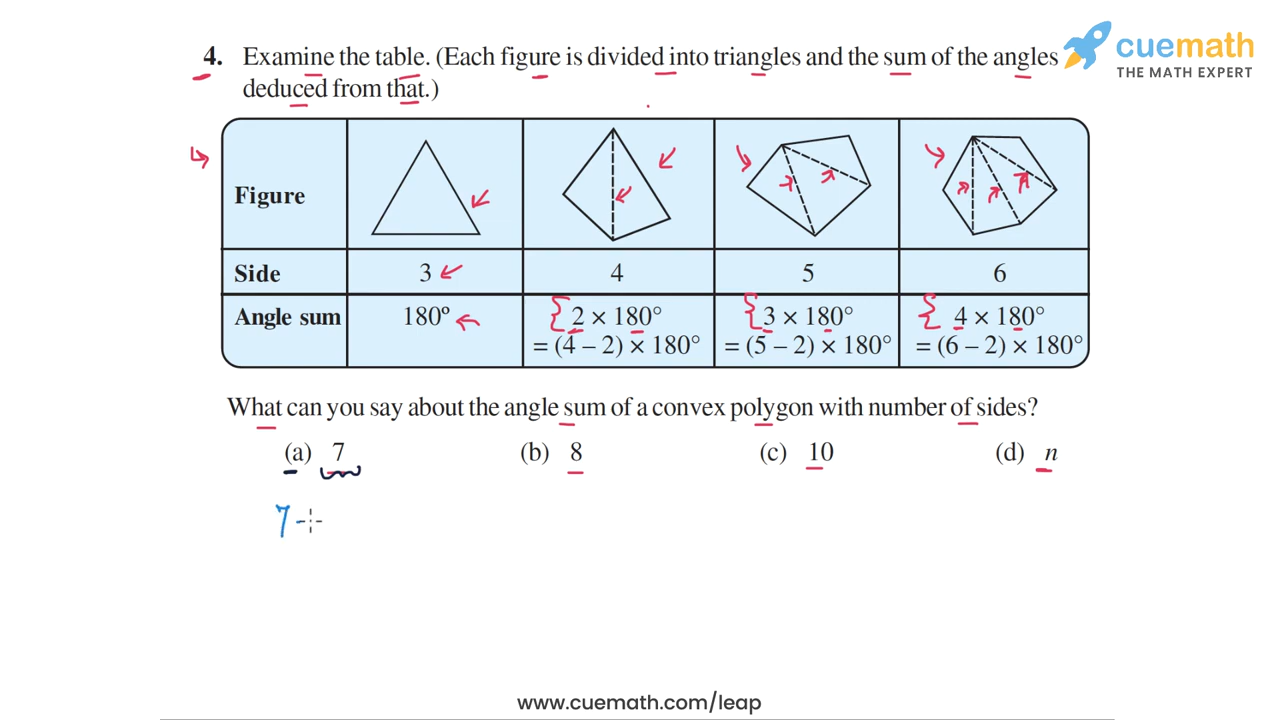 cuemath
THE MATH EXPERT
4. Examine the table. (Each figure is divided into triangles and the sum of the angles
deduced from that.)
Figure
Side 3 4 5 6
Angle sum 180° 2 × 180° 3 × 180° 4 × 180°
= (4 – 2) × 180° = (5 – 2) × 180° = (6 – 2) × 180°
What can you say about the angle sum of a convex polygon with number of sides?
(a) 7 (b) 8 (c) 10 (d) n
7 -
www.cuemath.com/leap